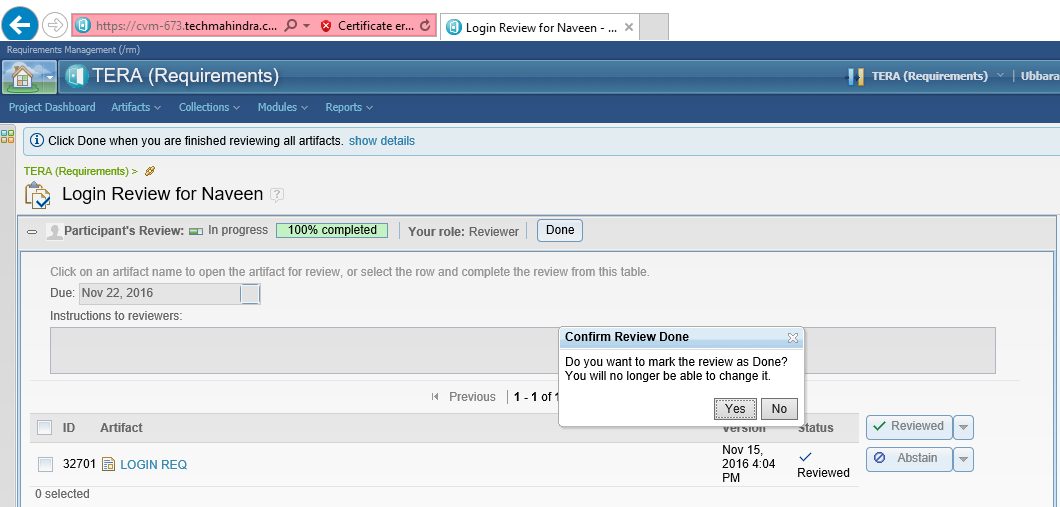 https://cvm-673.techmahindra.c...
Certificate er...
Login Review for Naveen - ...
Requirements Management (/rm)
TERA (Requirements)
TERA (Requirements)
Ubbara
Project Dashboard Artifacts Collections Modules Reports
Click Done when you are finished reviewing all artifacts. show details
TERA (Requirements) >
Login Review for Naveen ?
Participant's Review: In progress 100% completed Your role: Reviewer Done
Click on an artifact name to open the artifact for review, or select the row and complete the review from this table.
Due: Nov 22, 2016
Instructions to reviewers:
Confirm Review Done
Do you want to mark the review as Done?
You will no longer be able to change it.
Yes No
Previous 1 - 1 of 1
ID Artifact Version Status
Reviewed
32701 LOGIN REQ
Nov 15,
2016 4:04
PM
Reviewed
Abstain
0 selected